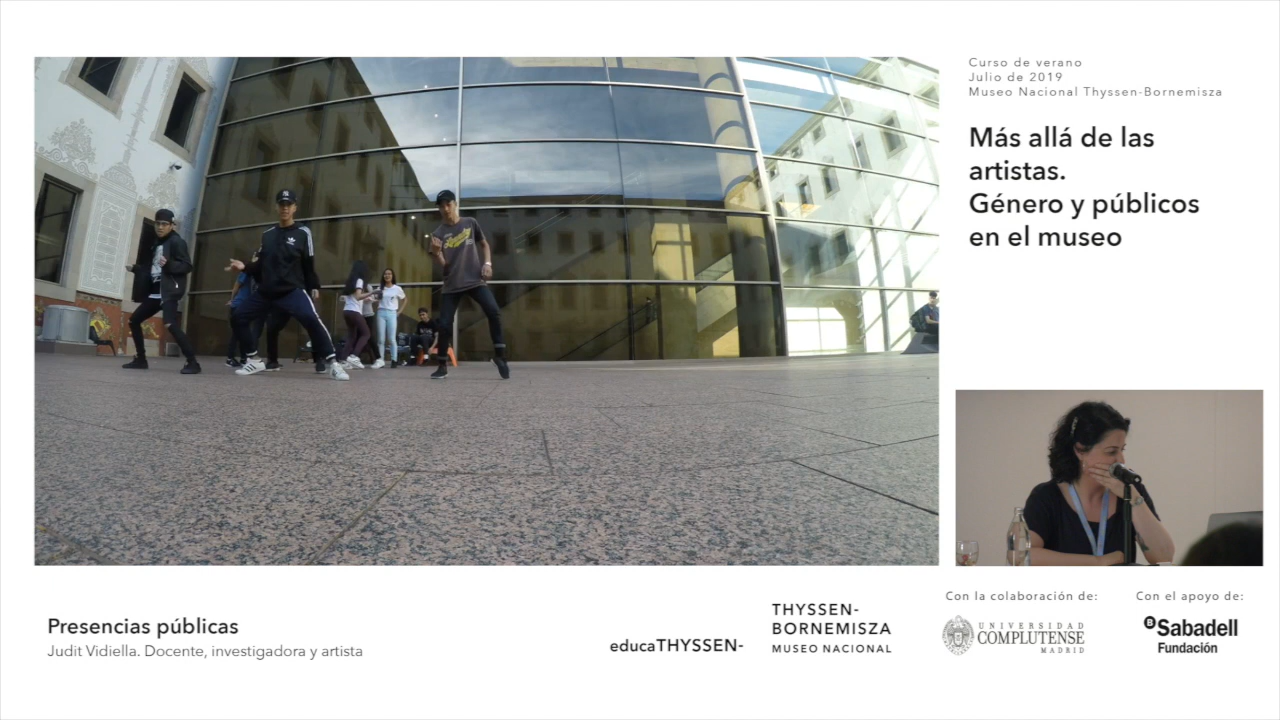 Curso de verano
Julio de 2019
Museo Nacional Thyssen-Bornemisza
Más allá de las
artistas.
Género y públicos
en el museo
Presencias públicas
Judit Vidiella. Docente, investigadora y artista
educaTHYSSEN-
THYSSEN-
BORNEMISZA
MUSEO NACIONAL
Con la colaboración de:
UNIVERSIDAD
COMPLUTENSE
MADRID
Con el apoyo de:
B Sabadell
Fundación